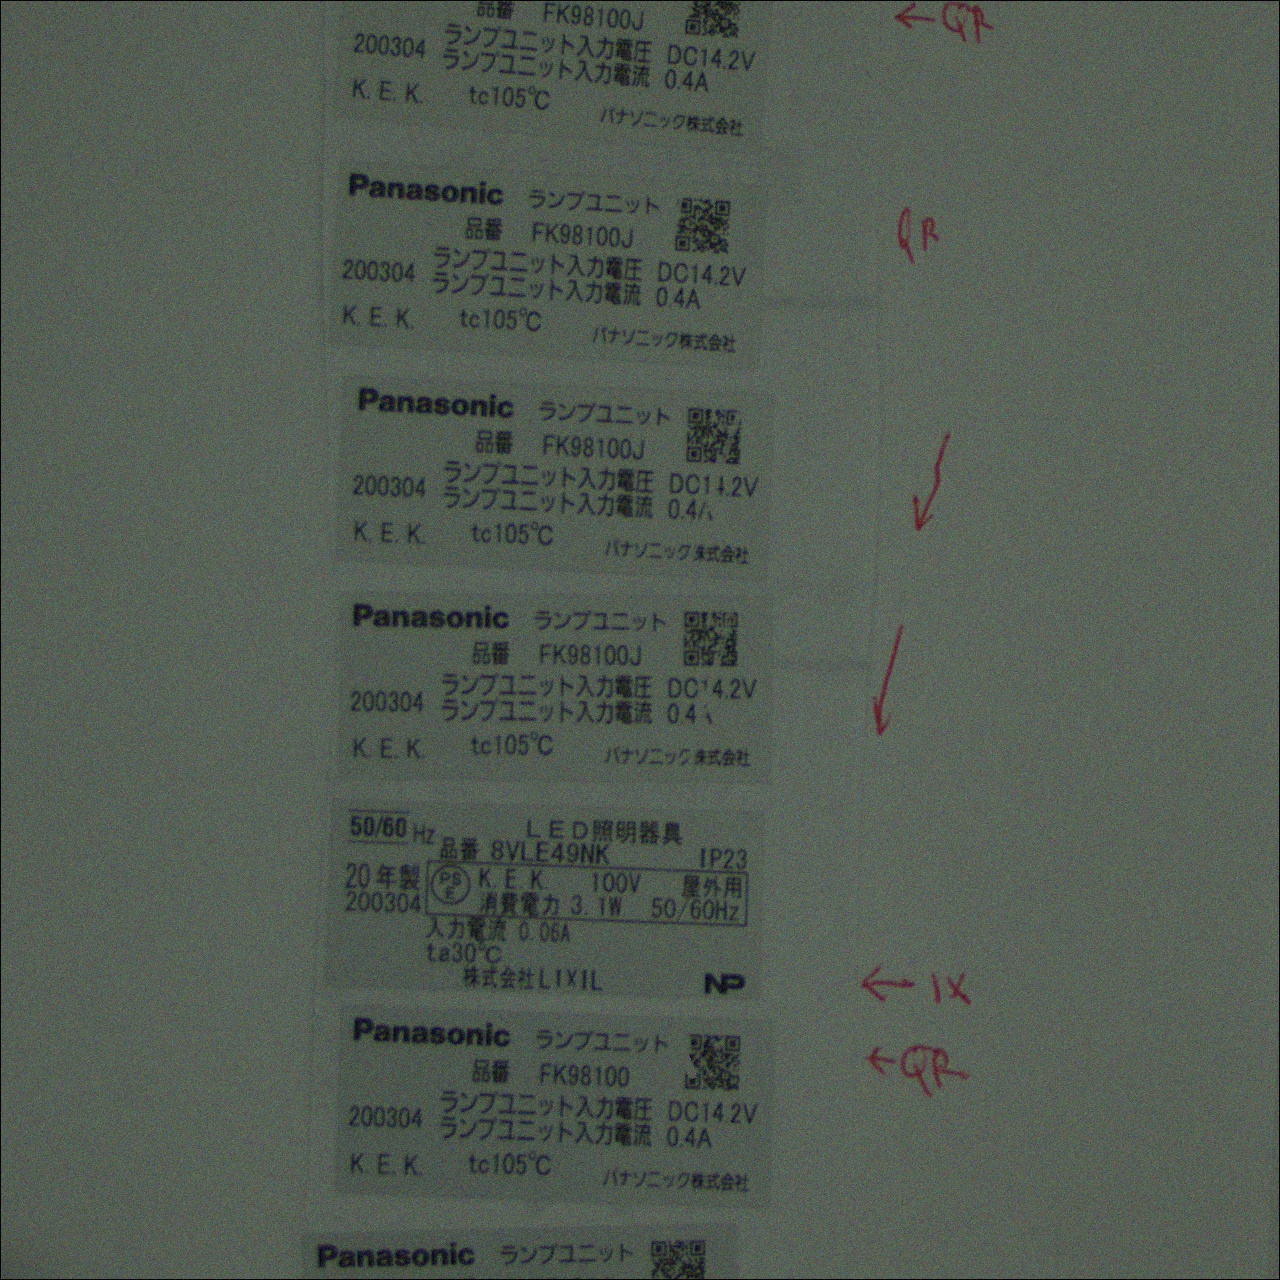 品番 FK98100J
← QR
200304 ランプユニット入力電圧 DC14.2V
ランプユニット入力電流 0.4A
K.E.K. tc105℃
パナソニック株式会社
Panasonic ランプユニット
品番 FK98100J
QR
200304 ランプユニット入力電圧 DC14.2V
ランプユニット入力電流 0.4A
K.E.K. tc105℃
パナソニック株式会社
Panasonic ランプユニット
品番 FK98100J
200304 ランプユニット入力電圧 DC14.2V
ランプユニット入力電流 0.4A
K.E.K. tc105℃
パナソニック株式会社
Panasonic ランプユニット
品番 FK98100J
200304 ランプユニット入力電圧 DC14.2V
ランプユニット入力電流 0.4
K.E.K. tc105℃
パナソニック株式会社
50/60 Hz LED照明器具
品番 8VLE49NK IP23
20年製 PSE K.E.K. 100V 屋外用
200304 消費電力 3.1W 50/60Hz
入力電流 0.06A
ta30℃
株式会社LIXIL NP
← IX
Panasonic ランプユニット
← QR
品番 FK98100
200304 ランプユニット入力電圧 DC14.2V
ランプユニット入力電流 0.4A
K.E.K. tc105℃
パナソニック株式会社
Panasonic ランプユニット